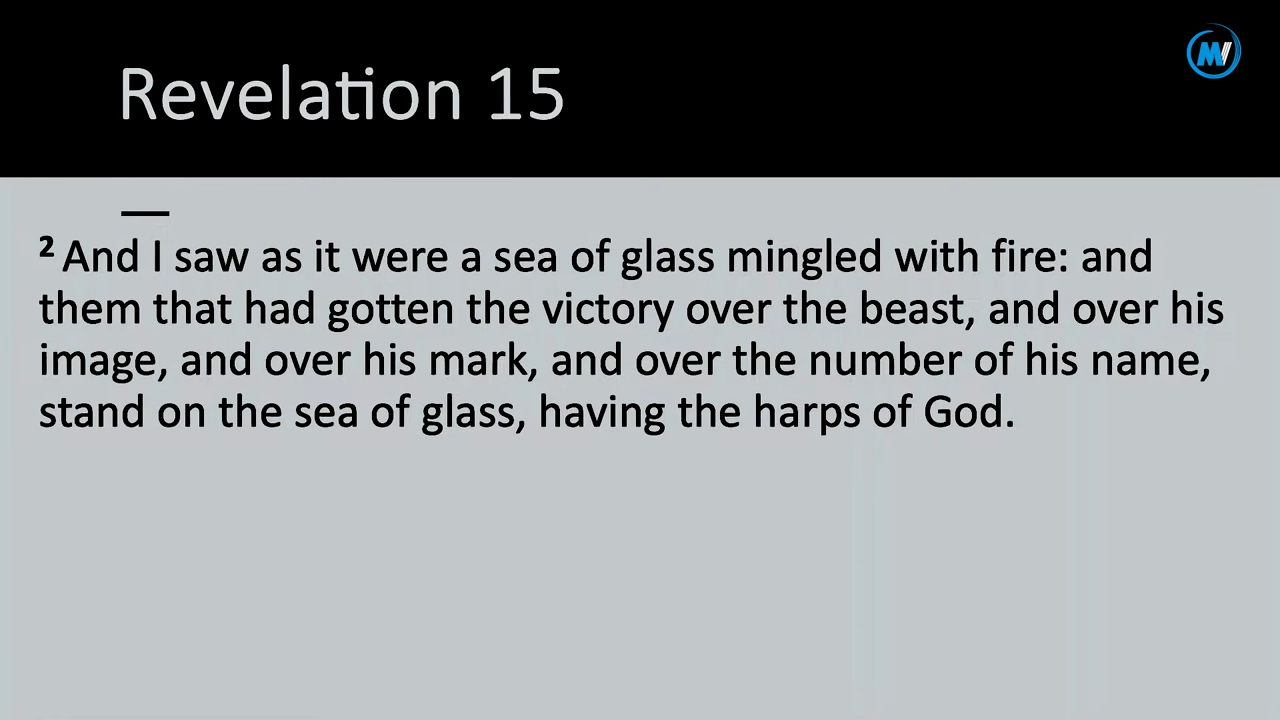 Revelation 15
MV
² And I saw as it were a sea of glass mingled with fire: and
them that had gotten the victory over the beast, and over his
image, and over his mark, and over the number of his name,
stand on the sea of glass, having the harps of God.